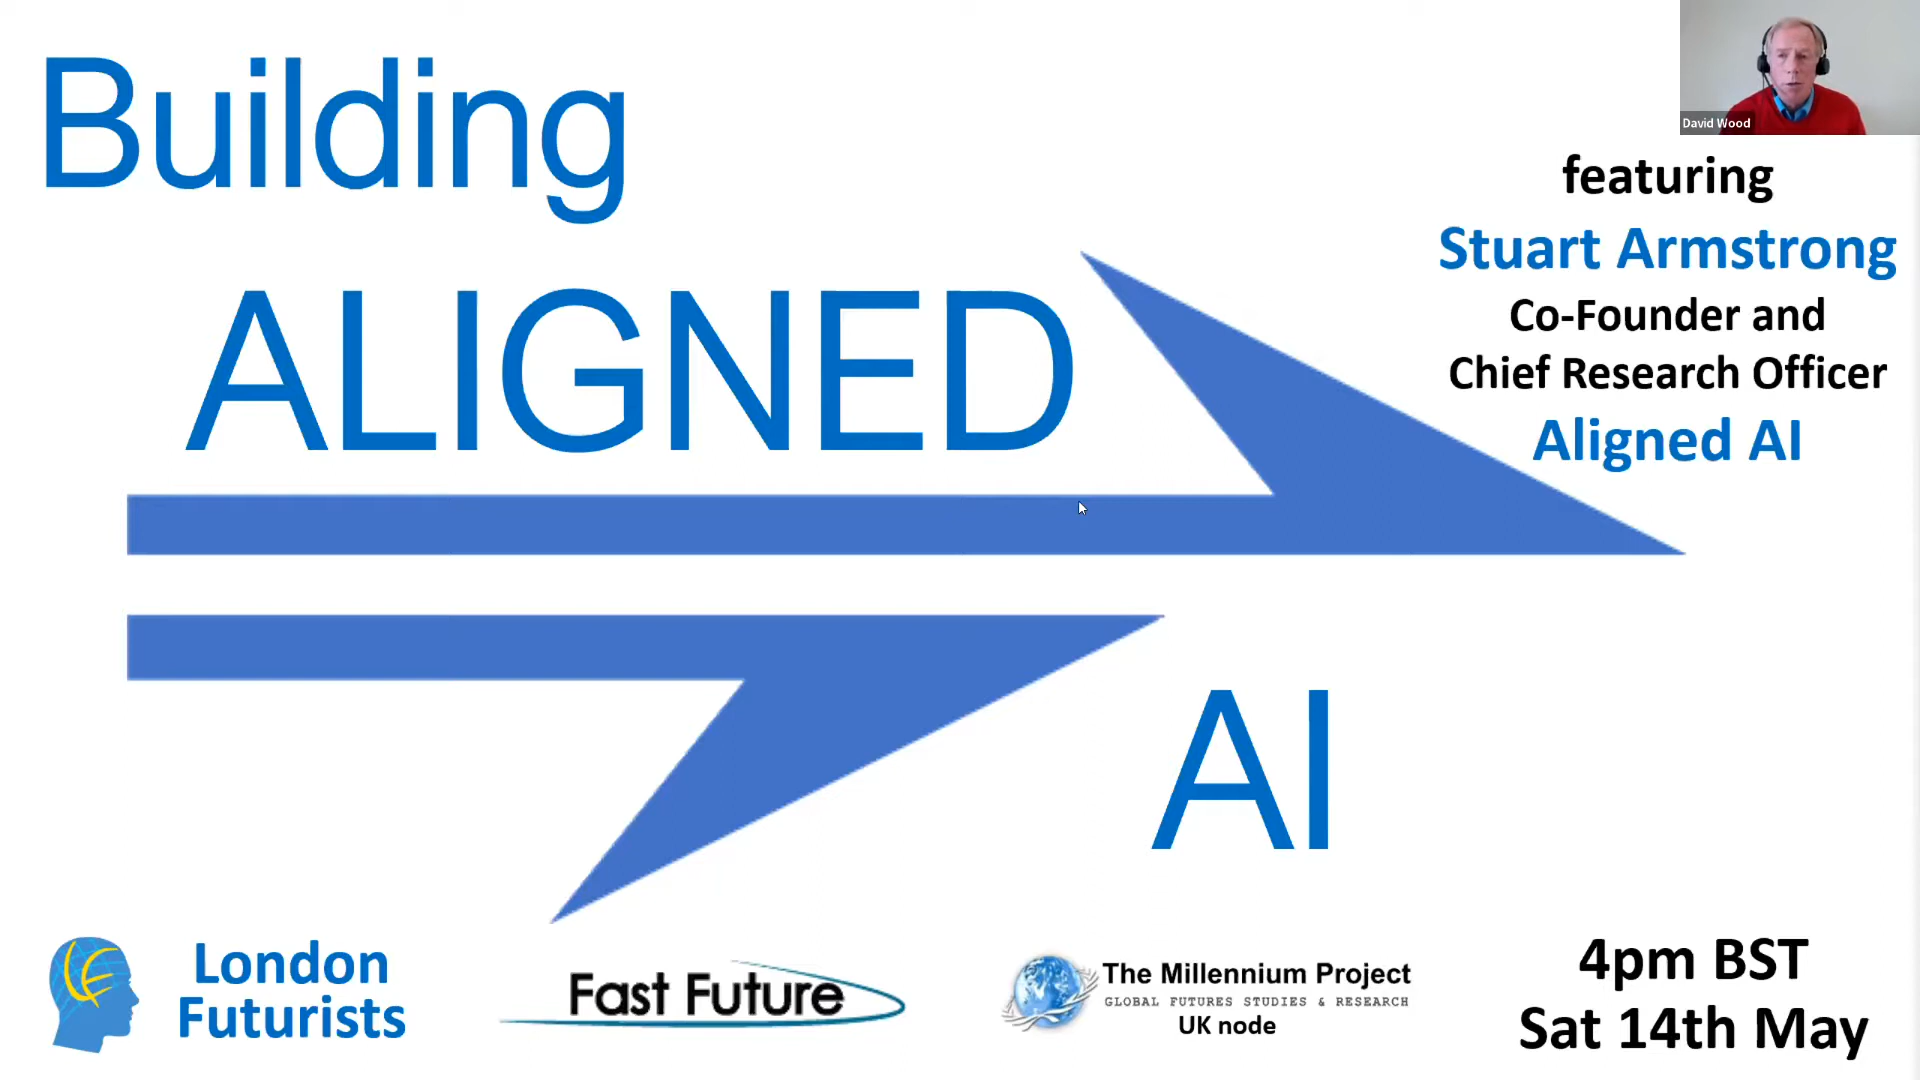 Building
ALIGNED
AI
David Wood
featuring
Stuart Armstrong
Co-Founder and
Chief Research Officer
Aligned AI
London
Futurists
Fast Future
The Millennium Project
GLOBAL FUTURES STUDIES & RESEARCH
UK node
4pm BST
Sat 14th May